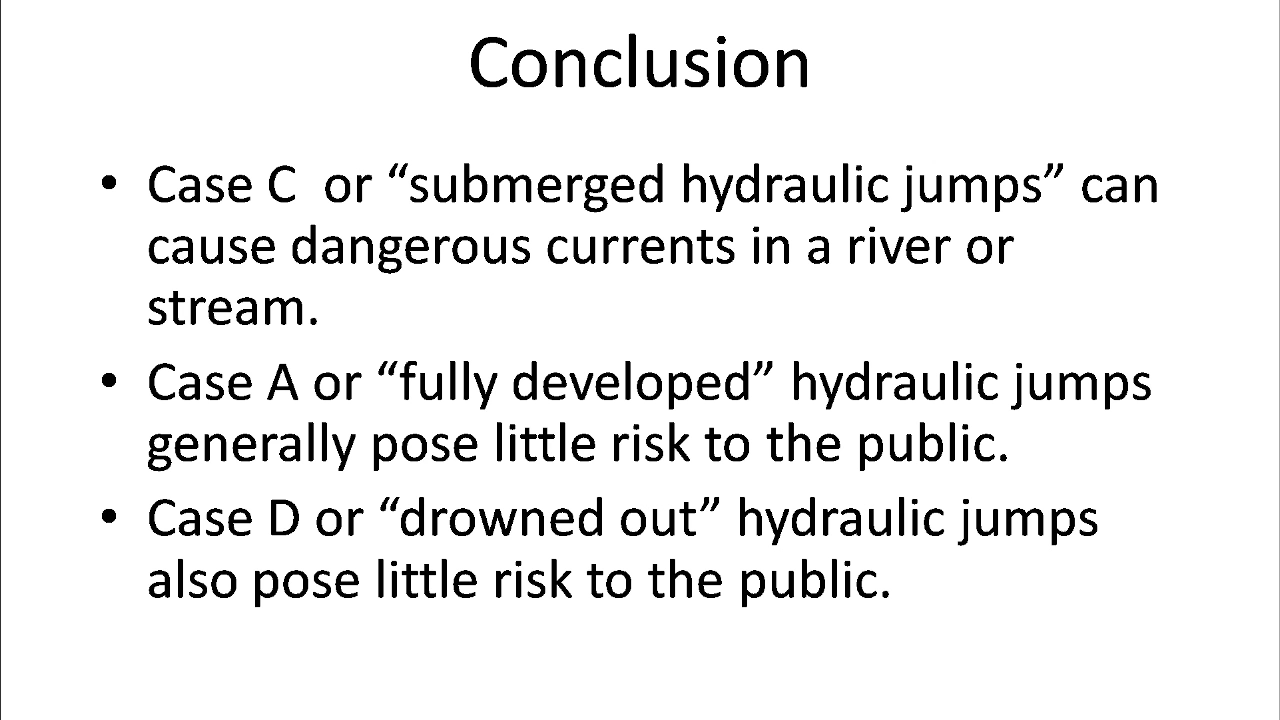 Conclusion
• Case C  or “submerged hydraulic jumps” can
cause dangerous currents in a river or
stream.
• Case A or “fully developed” hydraulic jumps
generally pose little risk to the public.
• Case D or “drowned out” hydraulic jumps
also pose little risk to the public.